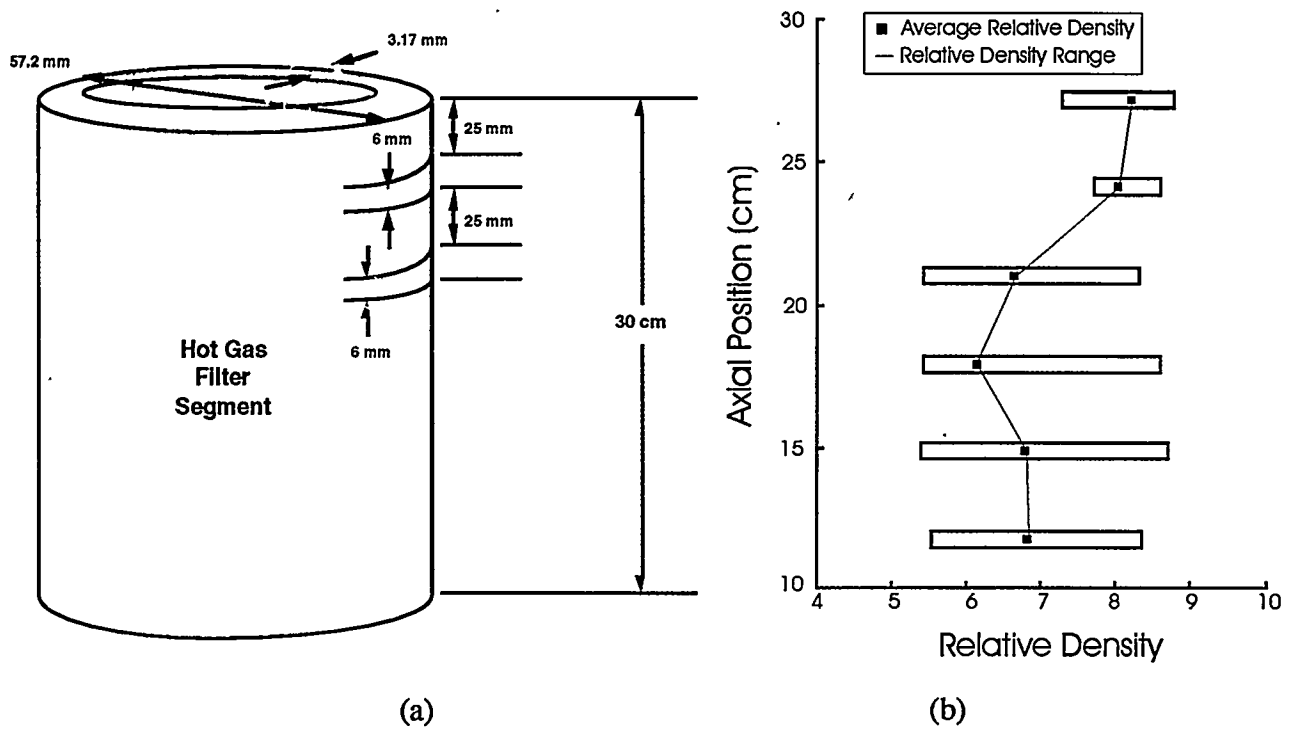 57.2 mm
3.17 mm
6 mm
25 mm
25 mm
6 mm
30 cm
Hot Gas
Filter
Segment
(a)
■ Average Relative Density
— Relative Density Range
Axial Position (cm)
30
25
20
15
10
4 5 6 7 8 9 10
Relative Density
(b)